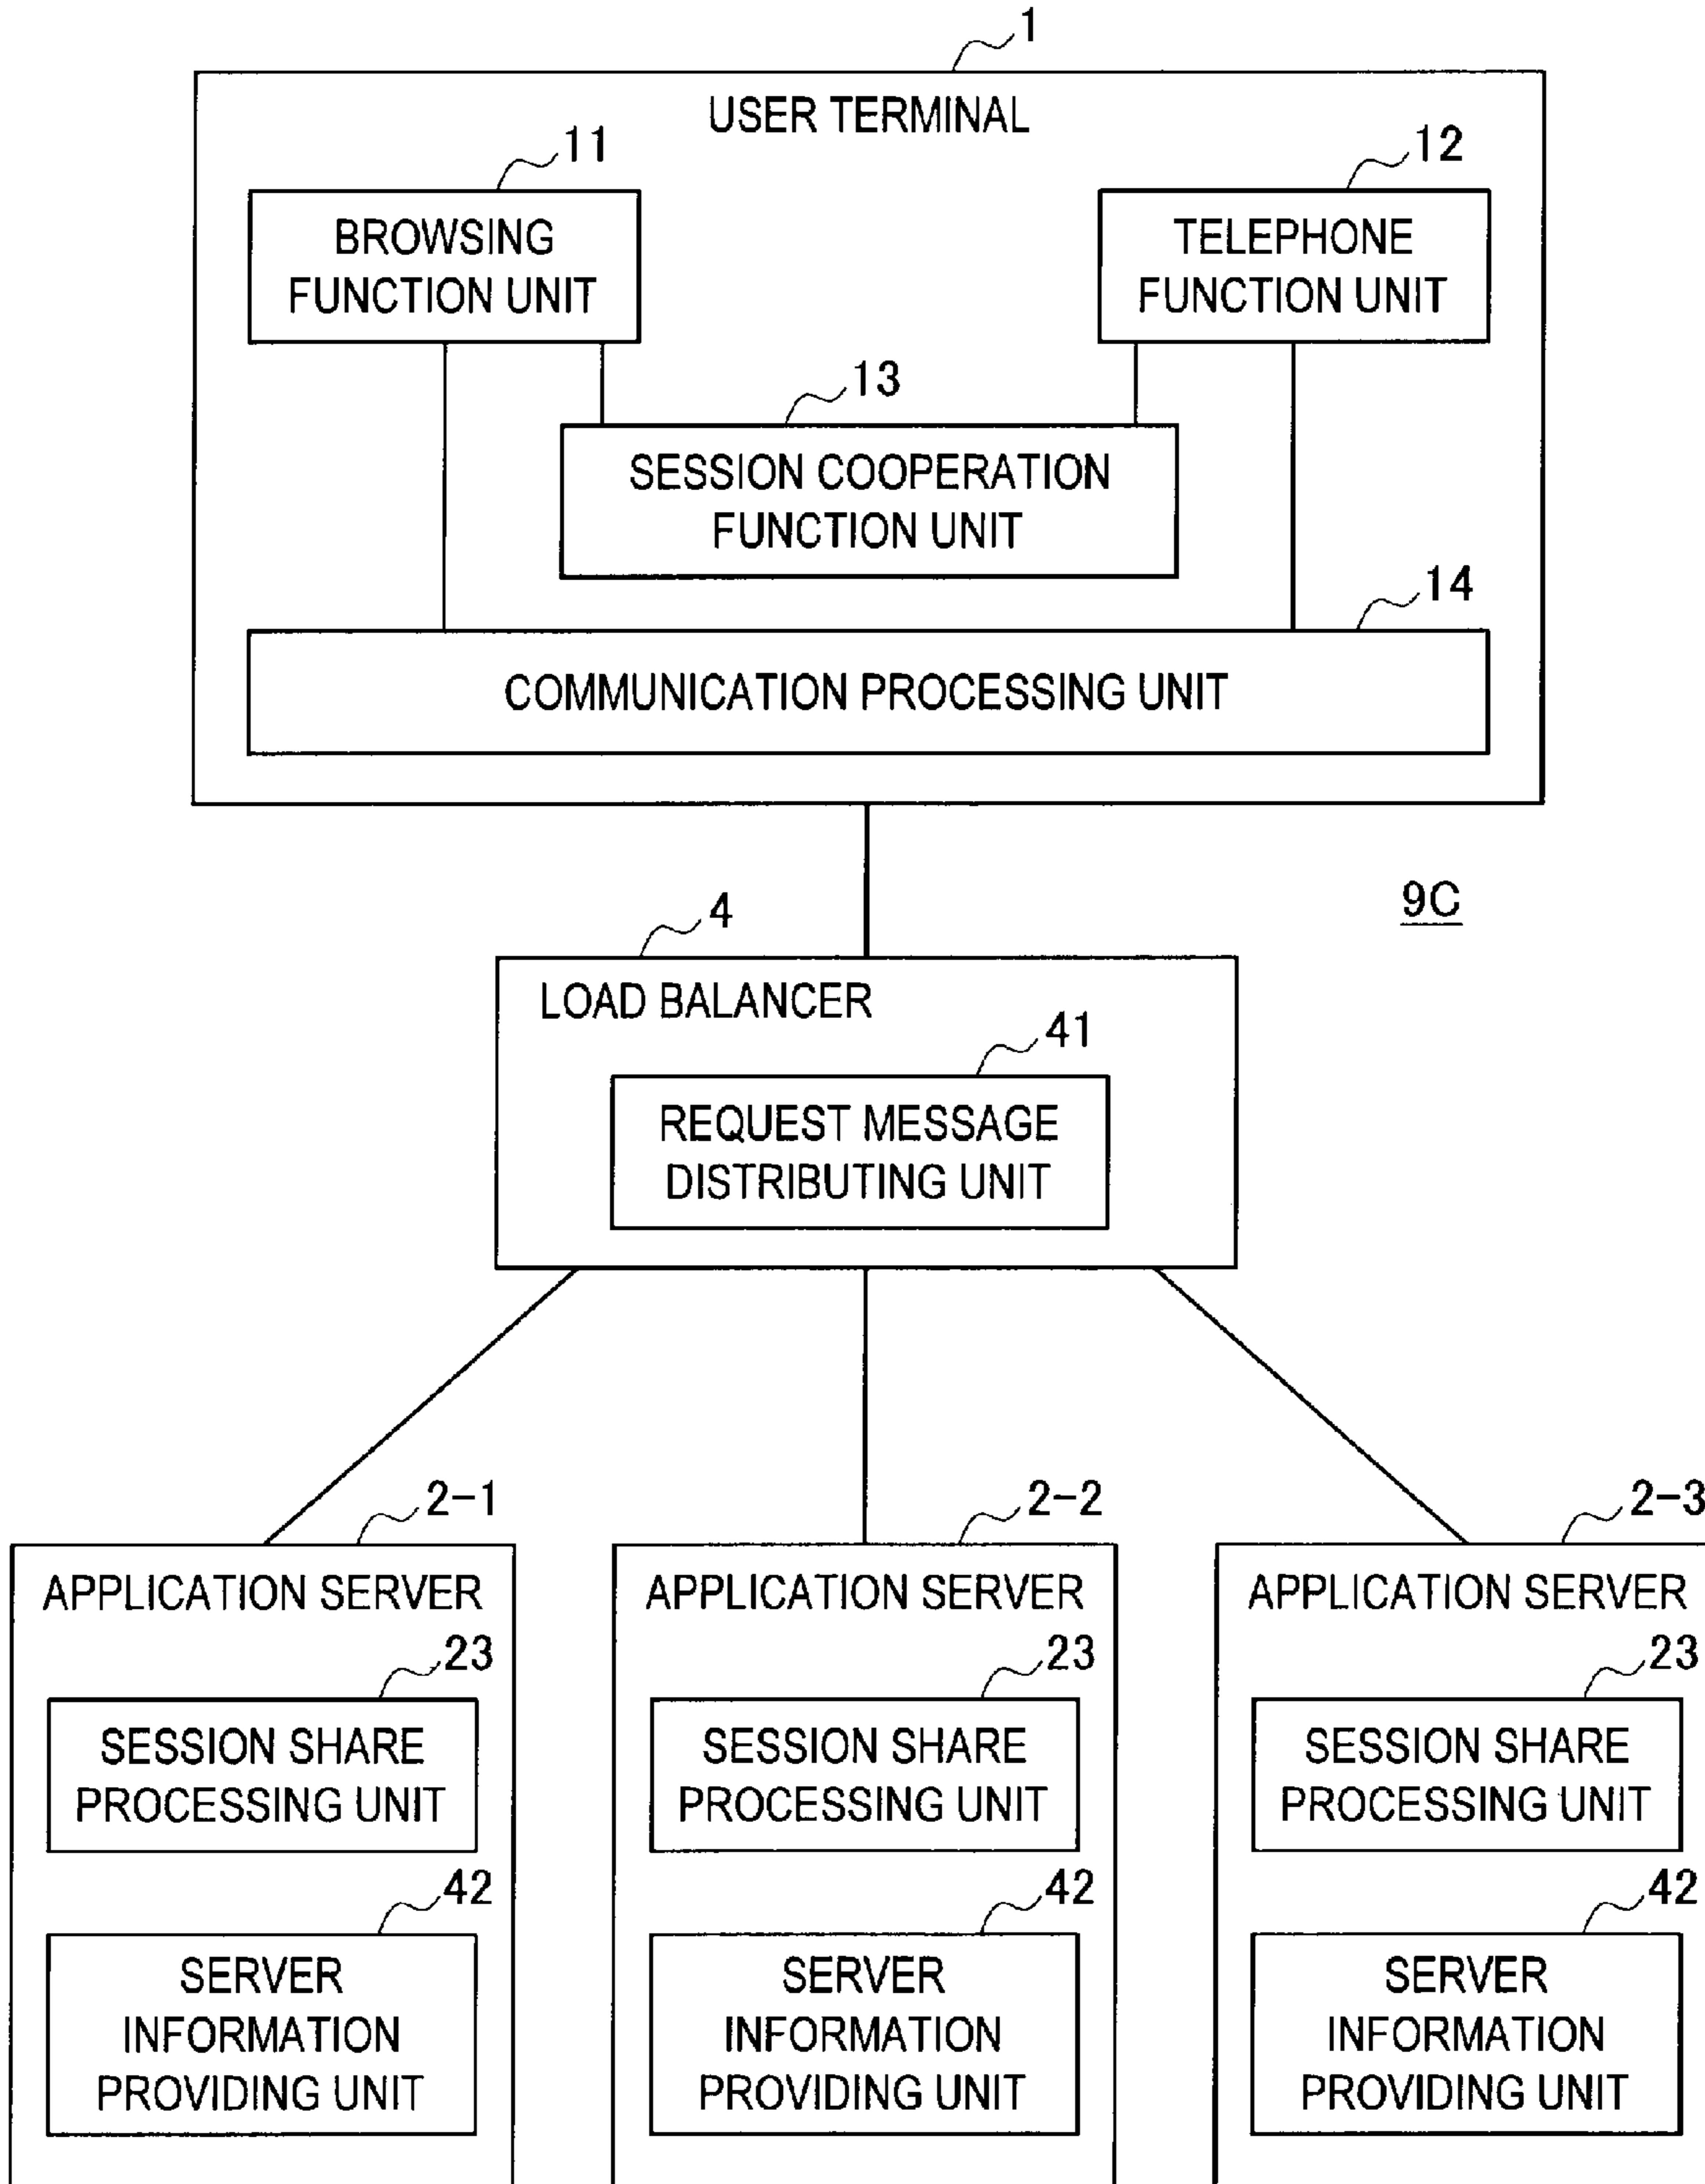 1
USER TERMINAL
11
12
BROWSING
FUNCTION UNIT
TELEPHONE
FUNCTION UNIT
13
SESSION COOPERATION
FUNCTION UNIT
14
COMMUNICATION PROCESSING UNIT
9C
4
LOAD BALANCER
41
REQUEST MESSAGE
DISTRIBUTING UNIT
2-1
APPLICATION SERVER
23
SESSION SHARE
PROCESSING UNIT
42
SERVER
INFORMATION
PROVIDING UNIT
2-2
APPLICATION SERVER
23
SESSION SHARE
PROCESSING UNIT
42
SERVER
INFORMATION
PROVIDING UNIT
2-3
APPLICATION SERVER
23
SESSION SHARE
PROCESSING UNIT
42
SERVER
INFORMATION
PROVIDING UNIT